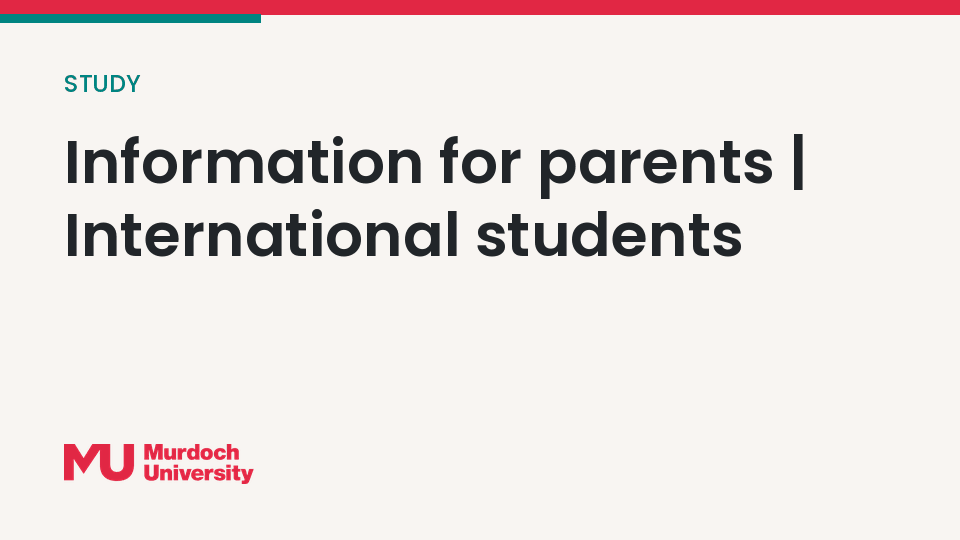 STUDY
Information for parents |
International students
MU
Murdoch
University